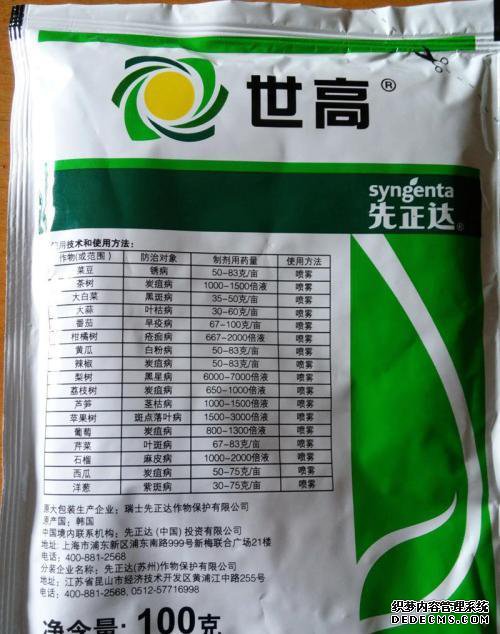 世高®
syngenta
先正达®
用技术和使用方法：
作物(或范围) 防治对象 制剂用药量 使用方法
菜豆 锈病 50-83克/亩 喷雾
茶树 炭疽病 1000-1500倍液 喷雾
大白菜 黑斑病 35-50克/亩 喷雾
大蒜 叶枯病 30-60克/亩 喷雾
番茄 早疫病 67-100克/亩 喷雾
柑橘树 疮痂病 667-2000倍液 喷雾
黄瓜 白粉病 50-83克/亩 喷雾
辣椒 炭疽病 50-83克/亩 喷雾
梨树 黑星病 6000-7000倍液 喷雾
荔枝树 炭疽病 650-1000倍液 喷雾
芦笋 茎枯病 1000-1500倍液 喷雾
苹果树 斑点落叶病 1500-3000倍液 喷雾
葡萄 炭疽病 800-1300倍液 喷雾
芹菜 叶斑病 67-83克/亩 喷雾
石榴 麻皮病 1000-2000倍液 喷雾
西瓜 炭疽病 50-75克/亩 喷雾
洋葱 紫斑病 30-75克/亩 喷雾
原大包装生产企业：瑞士先正达作物保护有限公司
原产国：韩国
中国境内联系机构：先正达 (中国) 投资有限公司
地址：上海市浦东新区浦东南路999号新梅联合广场21楼
电话：400-881-2568
分装企业名称：先正达(苏州)作物保护有限公司
地址：江苏省昆山市经济技术开发区黄浦江中路255号
电话：400-881-2568, 0512-57716998
净含量：100克
织梦内容管理系统
DEDECMS.COM